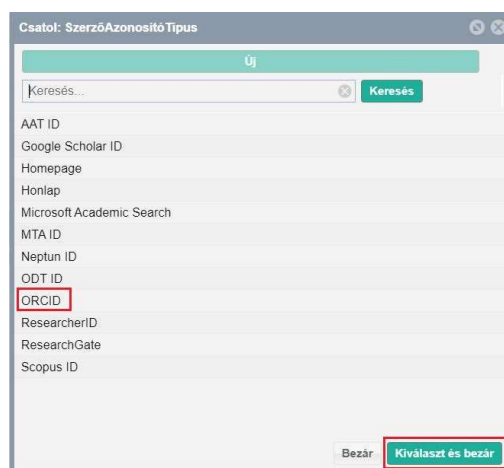 Csatol: SzerzőAzonosítóTípus
Új
Keresés...
Keresés
AAT ID
Google Scholar ID
Homepage
Honlap
Microsoft Academic Search
MTA ID
Neptun ID
ODT ID
ORCID
ResearcherID
ResearchGate
Scopus ID
Bezár Kiválaszt és bezár